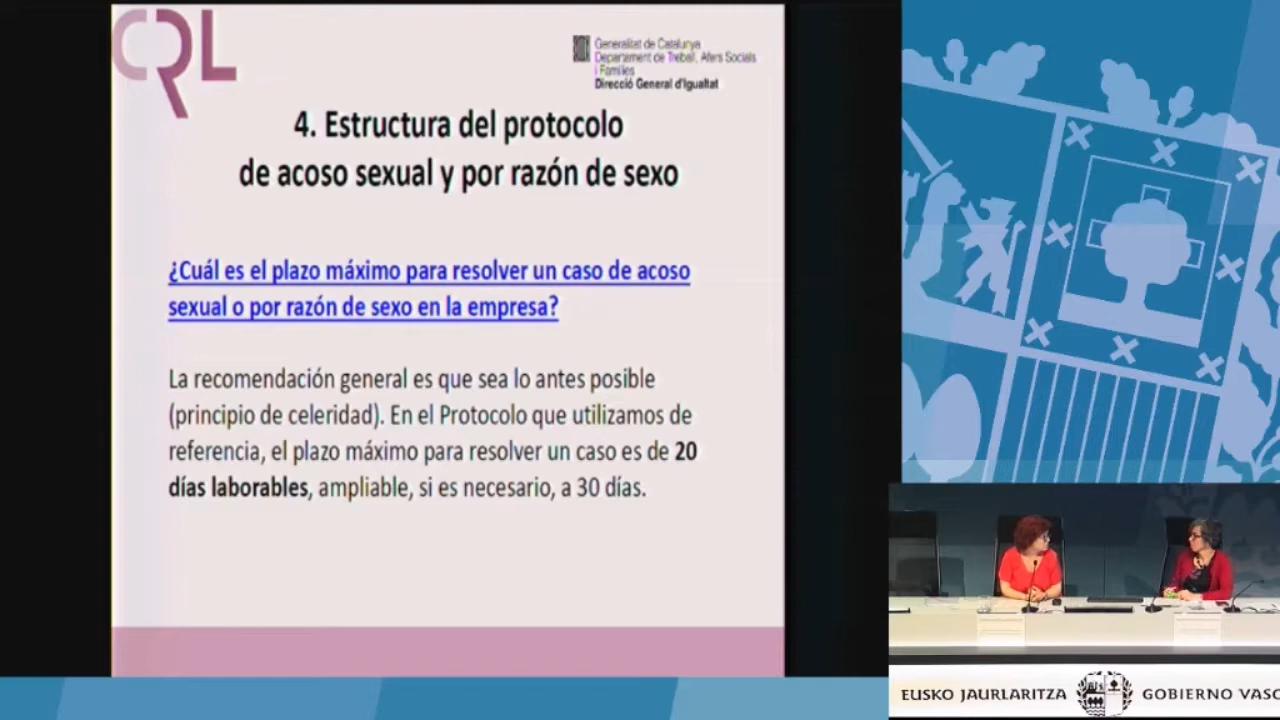 CRL
Generalitat de Catalunya
Departament de Treball, Afers Socials
i Famílies
Direcció General d'Igualtat
4. Estructura del protocolo
de acoso sexual y por razón de sexo
¿Cuál es el plazo máximo para resolver un caso de acoso
sexual o por razón de sexo en la empresa?
La recomendación general es que sea lo antes posible
(principio de celeridad). En el Protocolo que utilizamos de
referencia, el plazo máximo para resolver un caso es de 20
días laborables, ampliable, si es necesario, a 30 días.
EUSKO JAURLARITZA GOBIERNO VASC